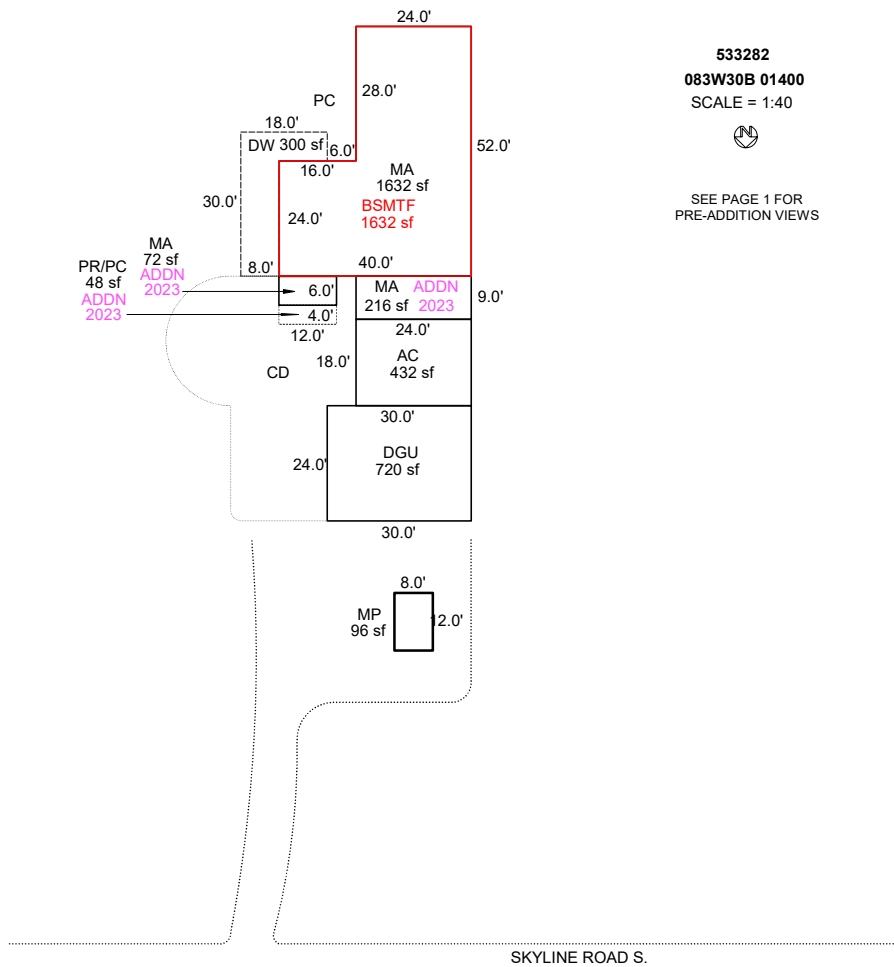 24.0'
533282
083W30B 01400
SCALE = 1:40
N
SEE PAGE 1 FOR
PRE-ADDITION VIEWS
PC
28.0'
18.0'
DW 300 sf
6.0'
52.0'
16.0'
MA
1632 sf
BSMTF
1632 sf
30.0'
24.0'
40.0'
8.0'
MA
72 sf
ADDN
2023
PR/PC
48 sf
ADDN
2023
6.0'
4.0'
12.0'
MA
216 sf
ADDN
2023
9.0'
24.0'
18.0'
AC
432 sf
CD
30.0'
24.0'
DGU
720 sf
30.0'
8.0'
MP
96 sf
12.0'
SKYLINE ROAD S.